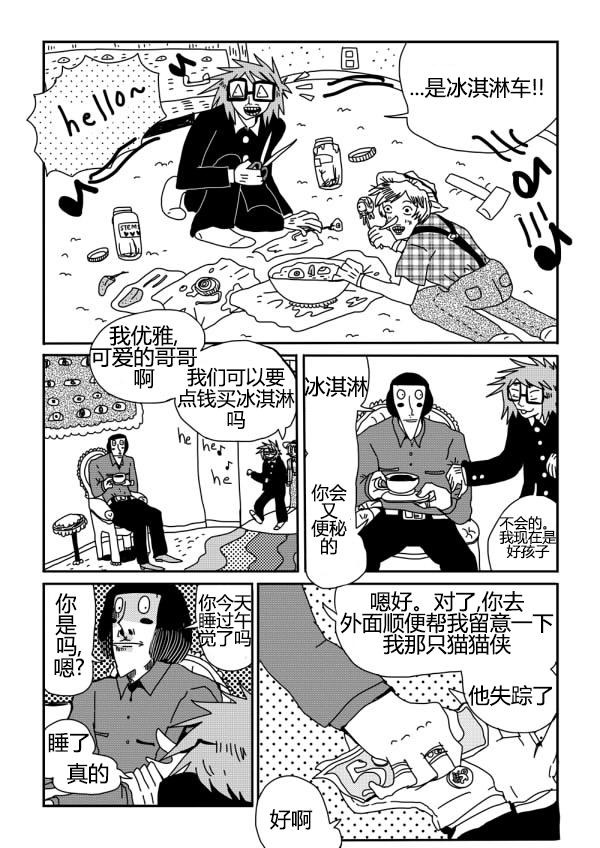 hello~
...是冰淇淋车!!
STEMS
我优雅,
可爱的哥哥
啊
我们可以要
点钱买冰淇淋
吗
he
he
he
冰淇淋
你会
又
便秘
的
不会的。
我现在是
好孩子
你
是
吗,
嗯?
你今天
睡过午
觉了吗
睡了
真的
嗯好。对了,你去
外面顺便帮我留意一下
我那只猫猫侠
他失踪了
好啊